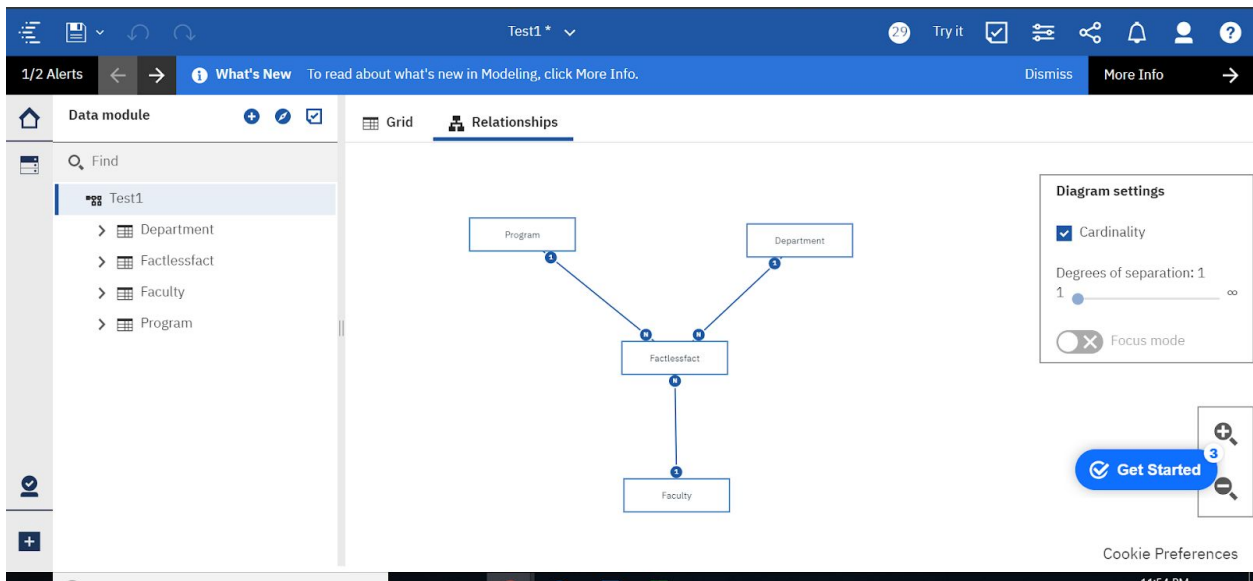 Test1 *
29
Try it
?
1/2 Alerts
What's New To read about what's new in Modeling, click More Info.
Dismiss
More Info
Data module
Grid
Relationships
Find
Test1
Department
Factlessfact
Faculty
Program
Program
1
Department
1
N
N
Factlessfact
N
1
Faculty
Diagram settings
Cardinality
Degrees of separation: 1
1
∞
Focus mode
3
Get Started
Cookie Preferences